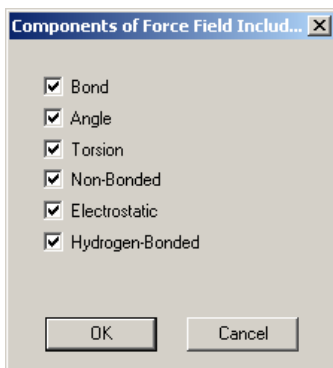 Components of Force Field Includ...
Bond
Angle
Torsion
Non-Bonded
Electrostatic
Hydrogen-Bonded
OK Cancel